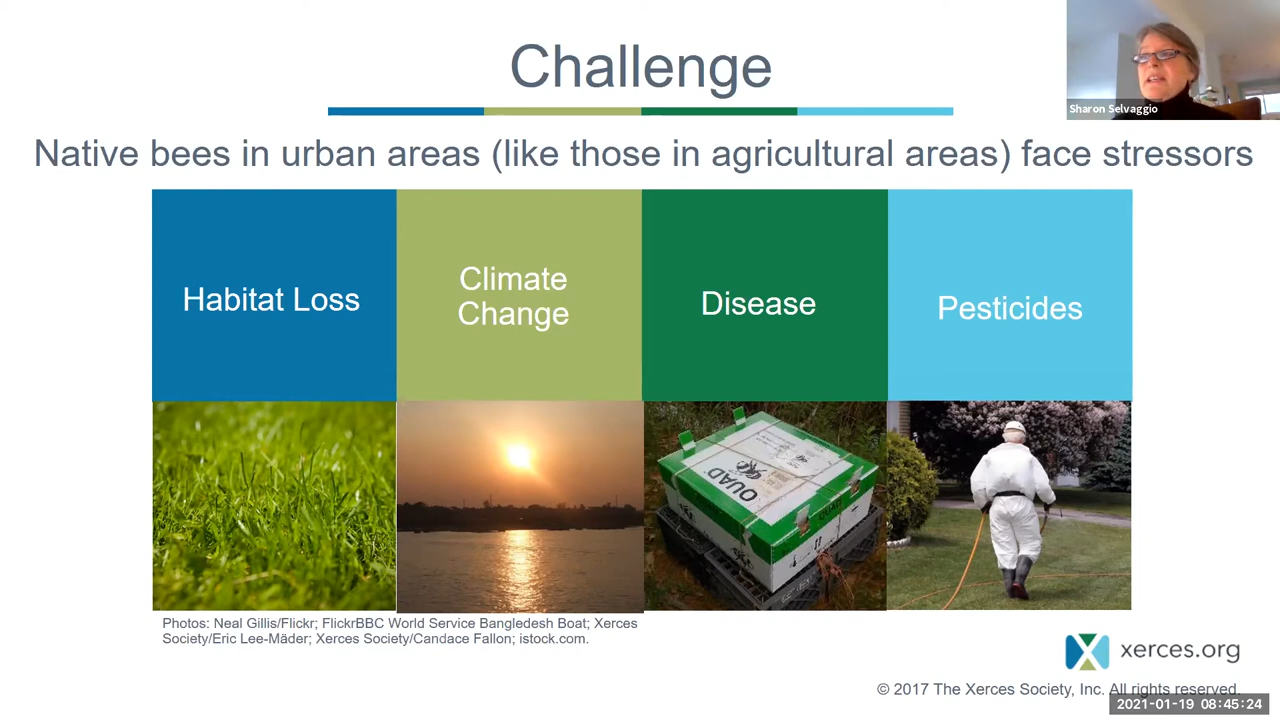 Challenge
Sharon Selvaggio
Native bees in urban areas (like those in agricultural areas) face stressors
Habitat Loss
Climate
Change
Disease
Pesticides
QUAD
Photos: Neal Gillis/Flickr; FlickrBBC World Service Bangledesh Boat; Xerces
Society/Eric Lee-Mäder; Xerces Society/Candace Fallon; istock.com.
xerces.org
© 2017 The Xerces Society, Inc. All rights reserved.
2021-01-19 08:45:24